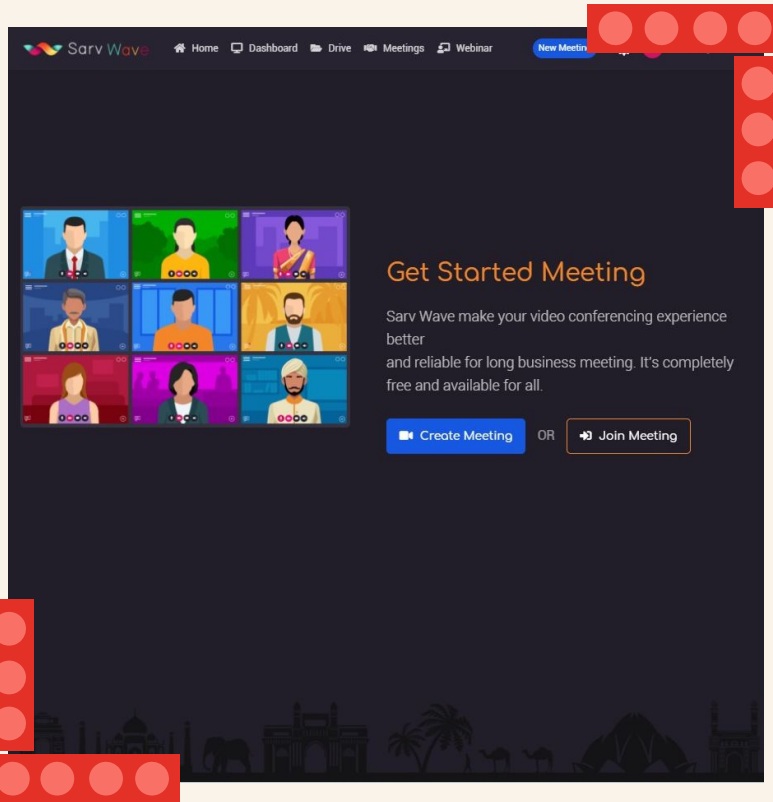 Sarv Wave
Home
Dashboard
Drive
Meetings
Webinar
New
Get Started Meeting
Sarv Wave make your video conferencing experience
better
and reliable for long business meeting. It's completely
free and available for all.
Create Meeting
OR
Join Meeting